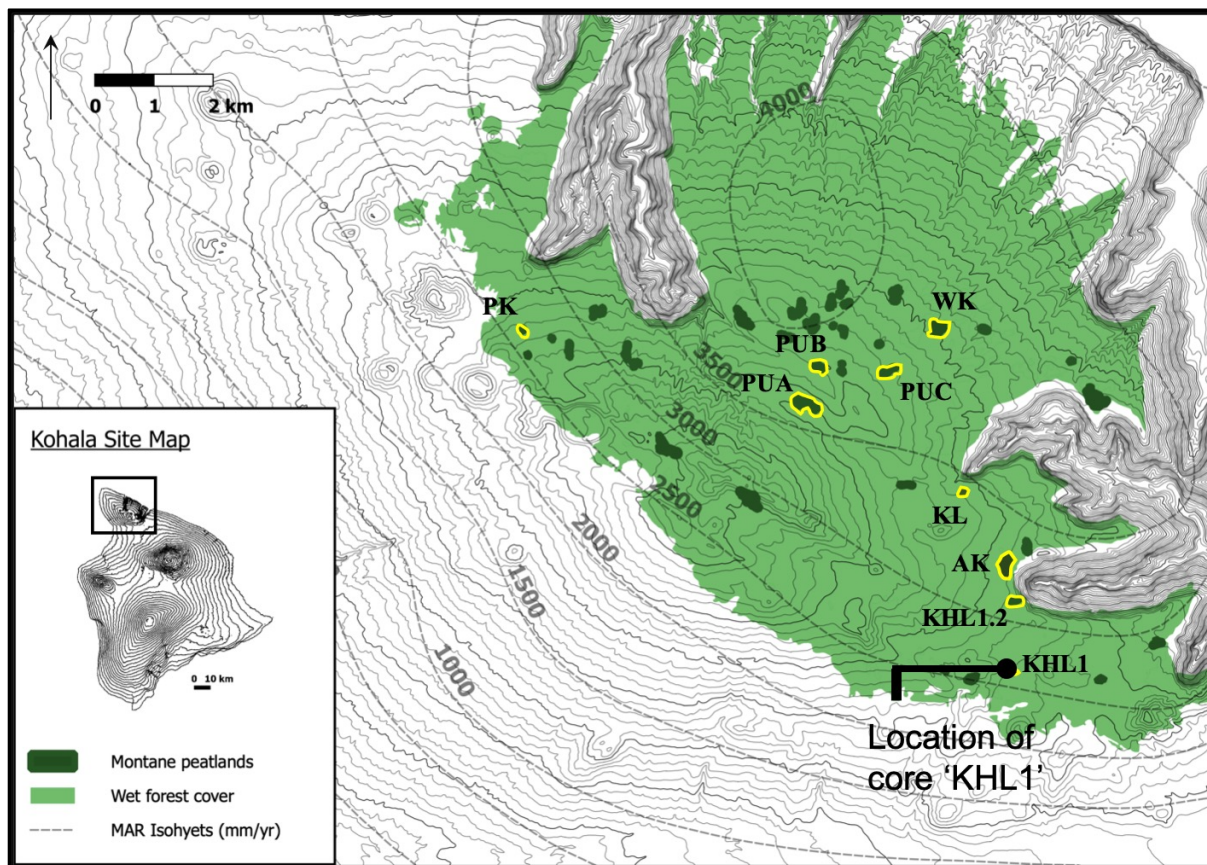 0 1 2 km
4000
PK
WK
PUB
3500
PUA
PUC
3000
2500
KL
2000
AK
1500
KHL1.2
1000
KHL1
Location of
core ‘KHL1’
Kohala Site Map
0 10 km
Montane peatlands
Wet forest cover
MAR Isohyets (mm/yr)